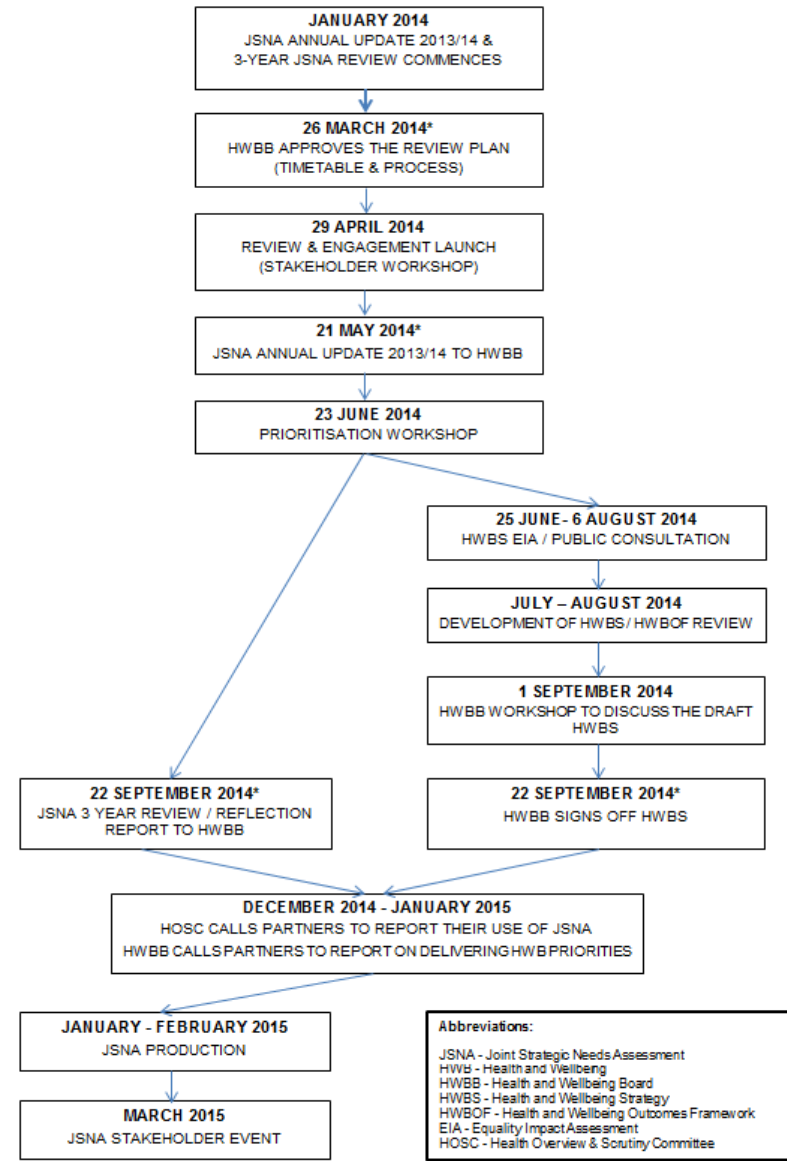 JANUARY 2014
JSNA ANNUAL UPDATE 2013/14 &
3-YEAR JSNA REVIEW COMMENCES
26 MARCH 2014*
HWBB APPROVES THE REVIEW PLAN
(TIMETABLE & PROCESS)
29 APRIL 2014
REVIEW & ENGAGEMENT LAUNCH
(STAKEHOLDER WORKSHOP)
21 MAY 2014*
JSNA ANNUAL UPDATE 2013/14 TO HWBB
23 JUNE 2014
PRIORITISATION WORKSHOP
25 JUNE- 6 AUGUST 2014
HWBS EIA / PUBLIC CONSULTATION
JULY – AUGUST 2014
DEVELOPMENT OF HWBS / HWBOF REVIEW
1 SEPTEMBER 2014
HWBB WORKSHOP TO DISCUSS THE DRAFT
HWBS
22 SEPTEMBER 2014*
JSNA 3 YEAR REVIEW / REFLECTION
REPORT TO HWBB
22 SEPTEMBER 2014*
HWBB SIGNS OFF HWBS
DECEMBER 2014 - JANUARY 2015
HOSC CALLS PARTNERS TO REPORT THEIR USE OF JSNA
HWBB CALLS PARTNERS TO REPORT ON DELIVERING HWB PRIORITIES
JANUARY - FEBRUARY 2015
JSNA PRODUCTION
MARCH 2015
JSNA STAKEHOLDER EVENT
Abbreviations:
JSNA - Joint Strategic Needs Assessment
HWB - Health and Wellbeing
HWBB - Health and Wellbeing Board
HWBS - Health and Wellbeing Strategy
HWBOF - Health and Wellbeing Outcomes Framework
EIA - Equality Impact Assessment
HOSC - Health Overview & Scrutiny Committee